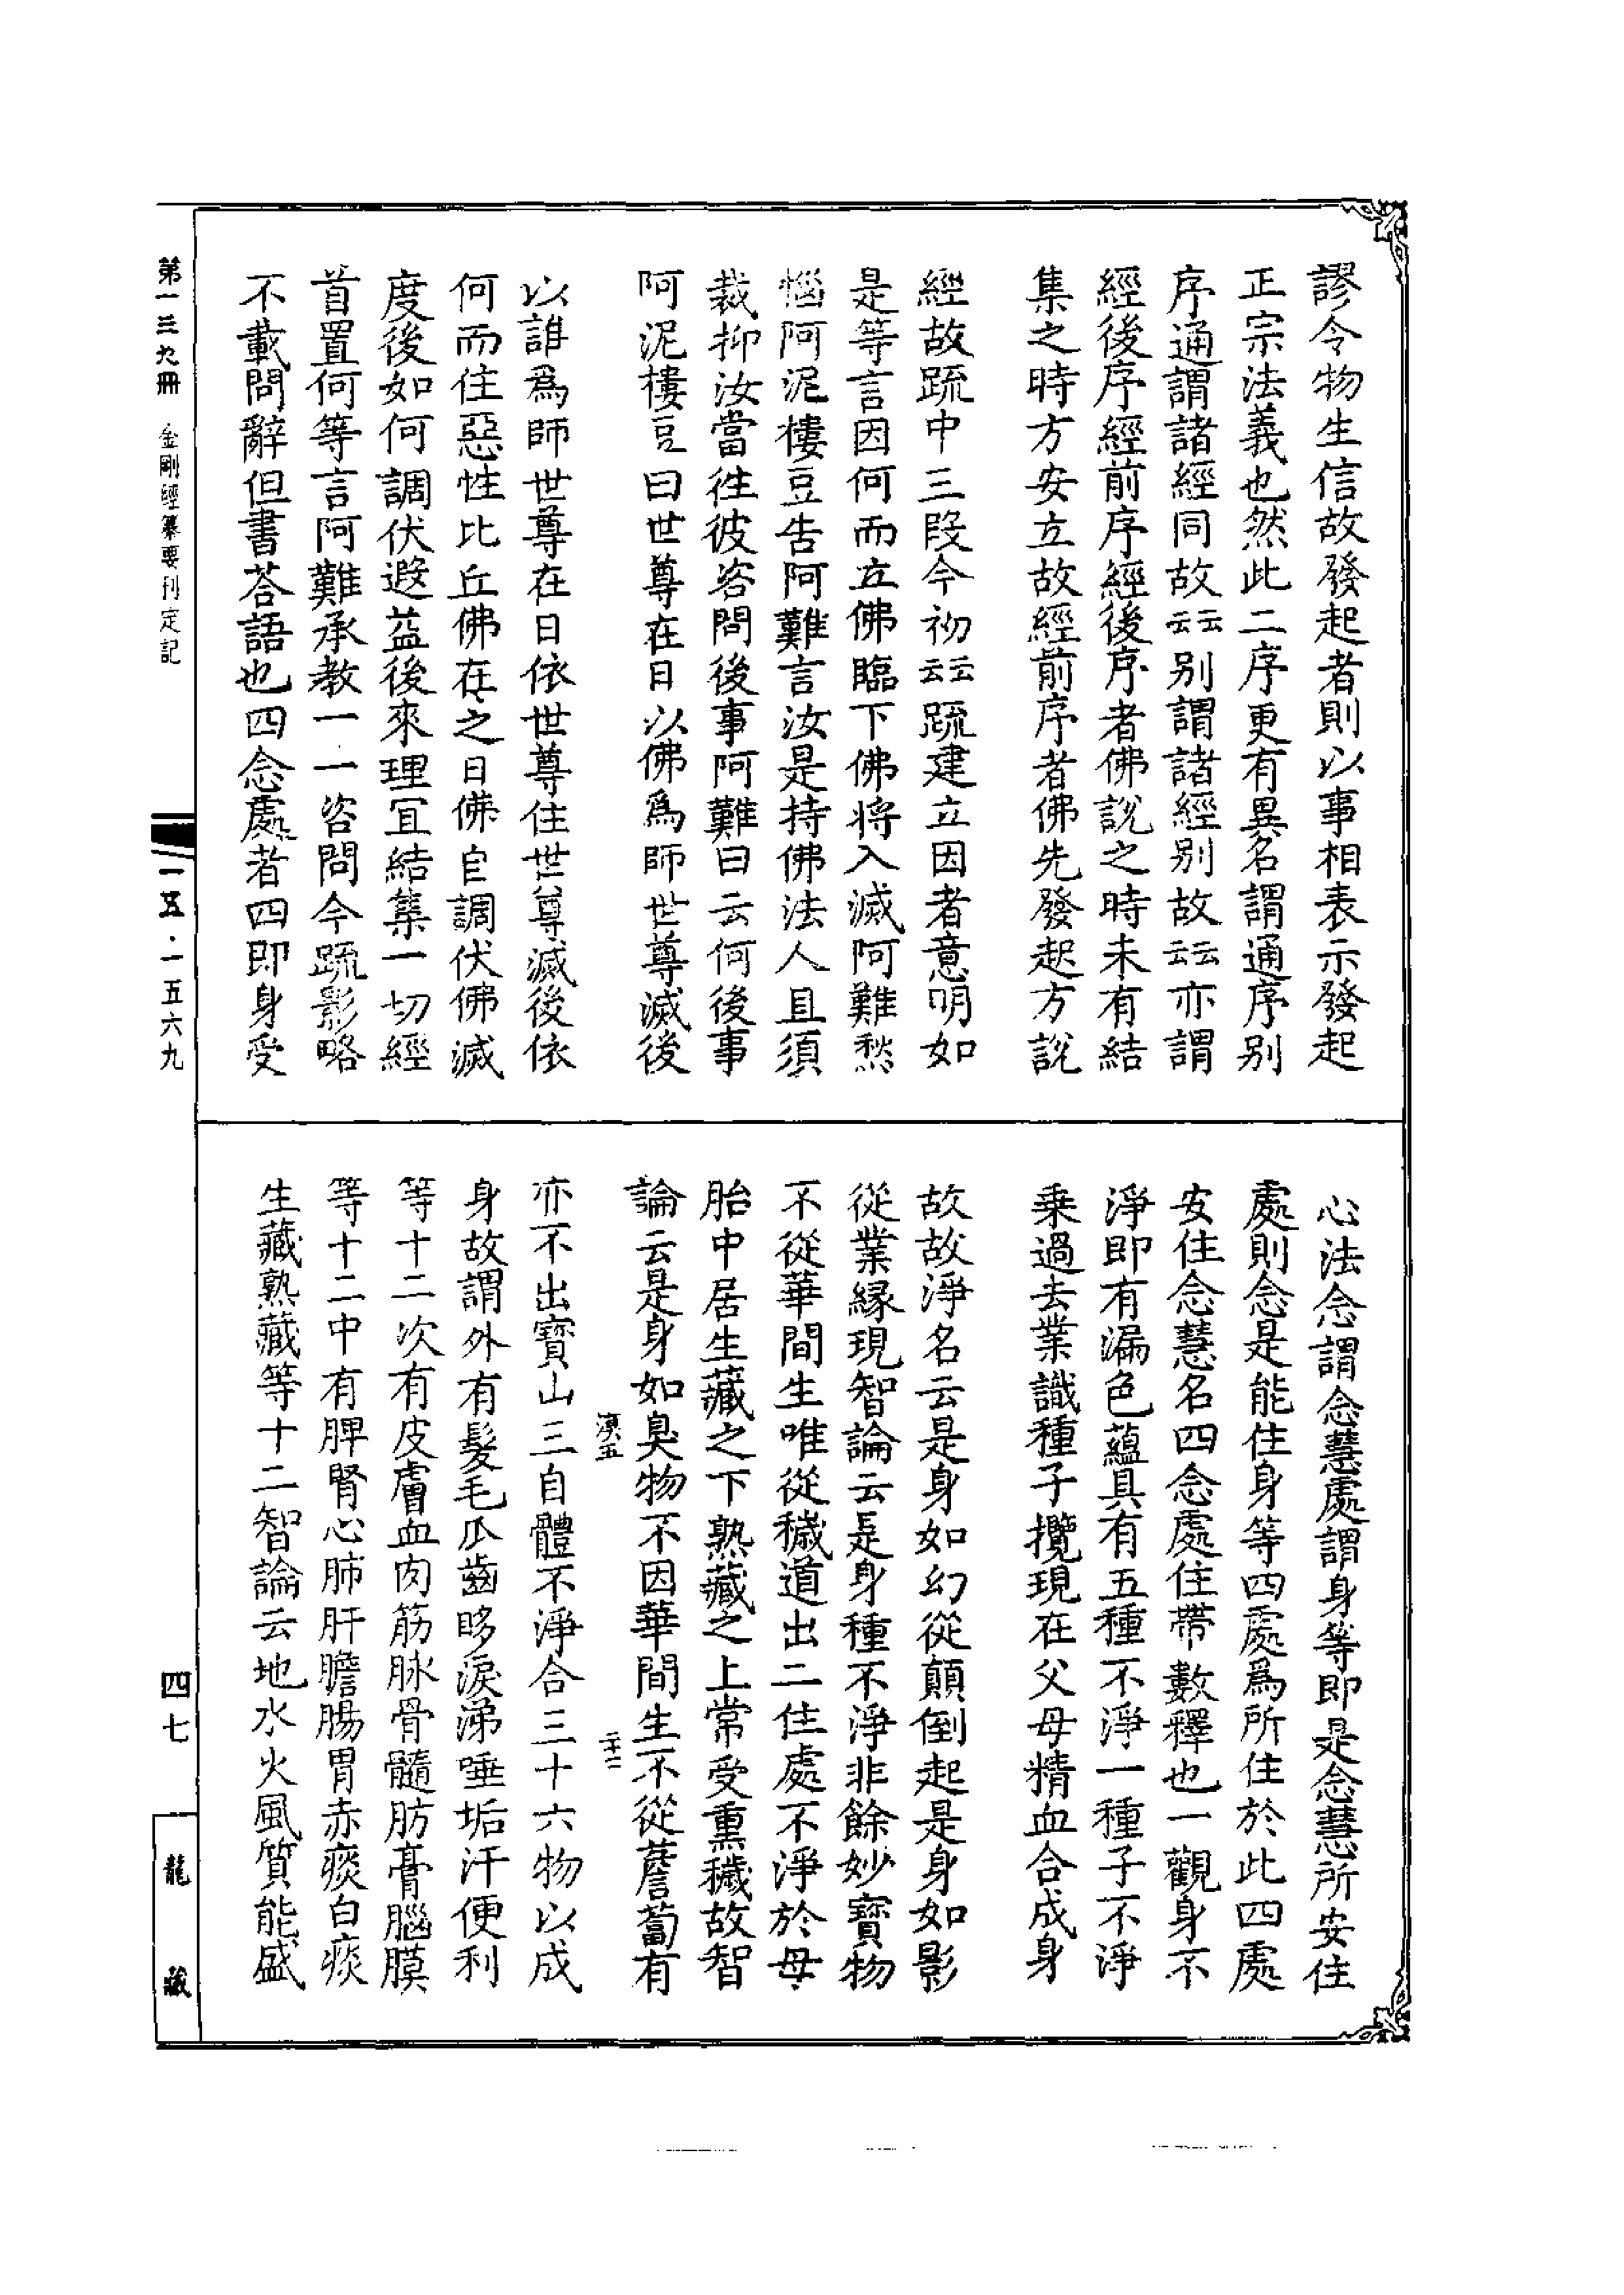 謬令物生信故發起者則以事相表示發起
正宗法義也然此二序更有異名謂通序別
序通謂諸經同故云云别謂諸經别故云云亦謂
經後序經前序經後序者佛說之時未有結
集之時方安立故經前序者佛先發起方說
經故䟽中三段今初云云䟽建立因者意明如
是等言因何而立佛臨下佛将入滅阿難愁
惱阿泥樓豆告阿難言汝是持佛法人且須
裁抑汝當往彼咨問後事阿難曰云何後事
阿泥樓豆曰世尊在日以佛爲師世尊滅後
以誰爲師世尊在日依世尊住世尊滅後依
何而住惡性比丘佛在之日佛自調伏佛滅
度後如何調伏遐益後來理冝結集一切經
首置何等言阿難承教一一咨問今䟽影略
不載問辭但書荅語也四念處者四即身受
心法念謂念慧處謂身等即是念慧所安住
處則念是能住身等四處爲所住於此四處
安住念慧名四念處住帶數釋也一觀身不
淨即有漏色蘊具有五種不淨一種子不淨
乗過去業識種子攬現在父母精血合成身
故故淨名云是身如幻從顛倒起是身如影
從業縁現智論云是身種不淨非餘妙寳物
不從華間生唯從穢道出二住處不淨於母
胎中居生藏之下熟藏之上常受熏穢故智
論云是身如臭物不因華間生不從薝蔔有
亦不出寳山三自體不淨合三十六物以成
身故謂外有髮毛爪齒眵淚涕唾垢汗便利
等十二次有皮膚血肉筋脉骨髓肪膏腦膜
等十二中有脾腎心肺肝膽腸胃赤痰白痰
生藏熟藏等十二智論云地水火風質能盛
第一三九冊 金剛經纂要刊定記
一五·一五六九
四七
龍藏